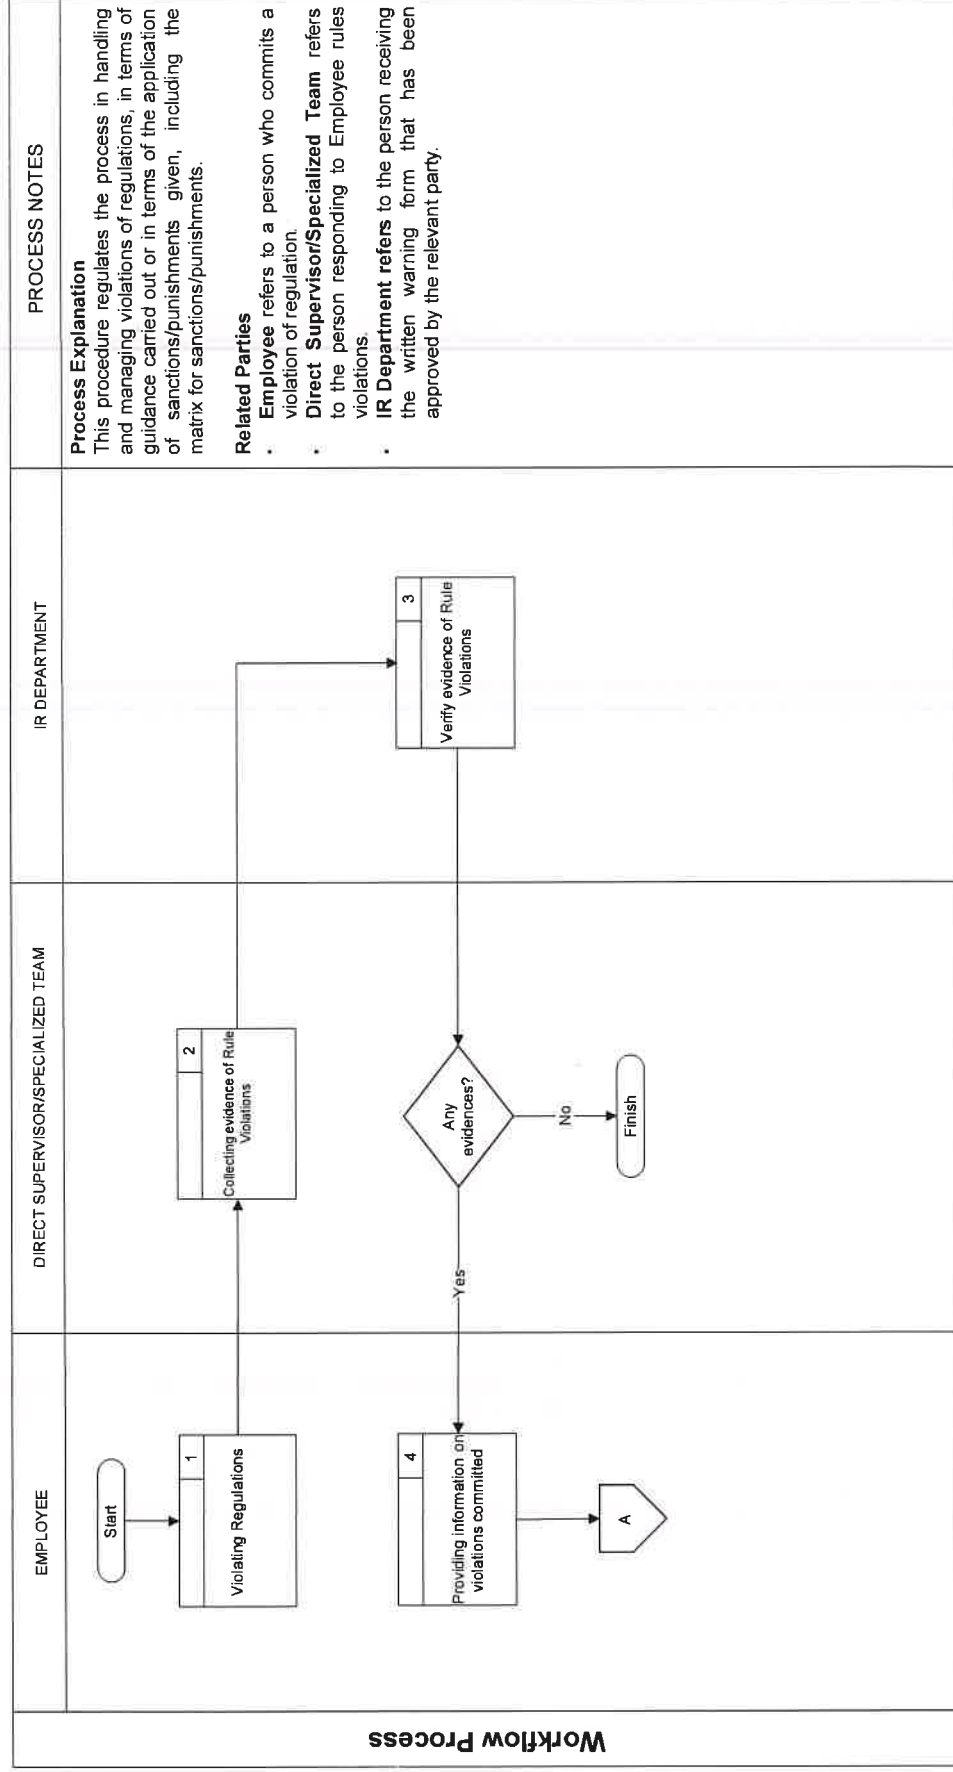 Workflow Process
EMPLOYEE
DIRECT SUPERVISOR/SPECIALIZED TEAM
IR DEPARTMENT
PROCESS NOTES
Start
1
Violating Regulations
2
Collecting evidence of Rule
Violations
3
Verify evidence of Rule
Violations
Any
evidences?
Yes
No
Finish
4
Providing information on
violations committed
A
Process Explanation
This procedure regulates the process in handling
and managing violations of regulations, in terms of
guidance carried out or in terms of the application
of sanctions/punishments given, including the
matrix for sanctions/punishments.
Related Parties
• Employee refers to a person who commits a
violation of regulation.
• Direct Supervisor/Specialized Team refers
to the person responding to Employee rules
violations.
• IR Department refers to the person receiving
the written warning form that has been
approved by the relevant party.